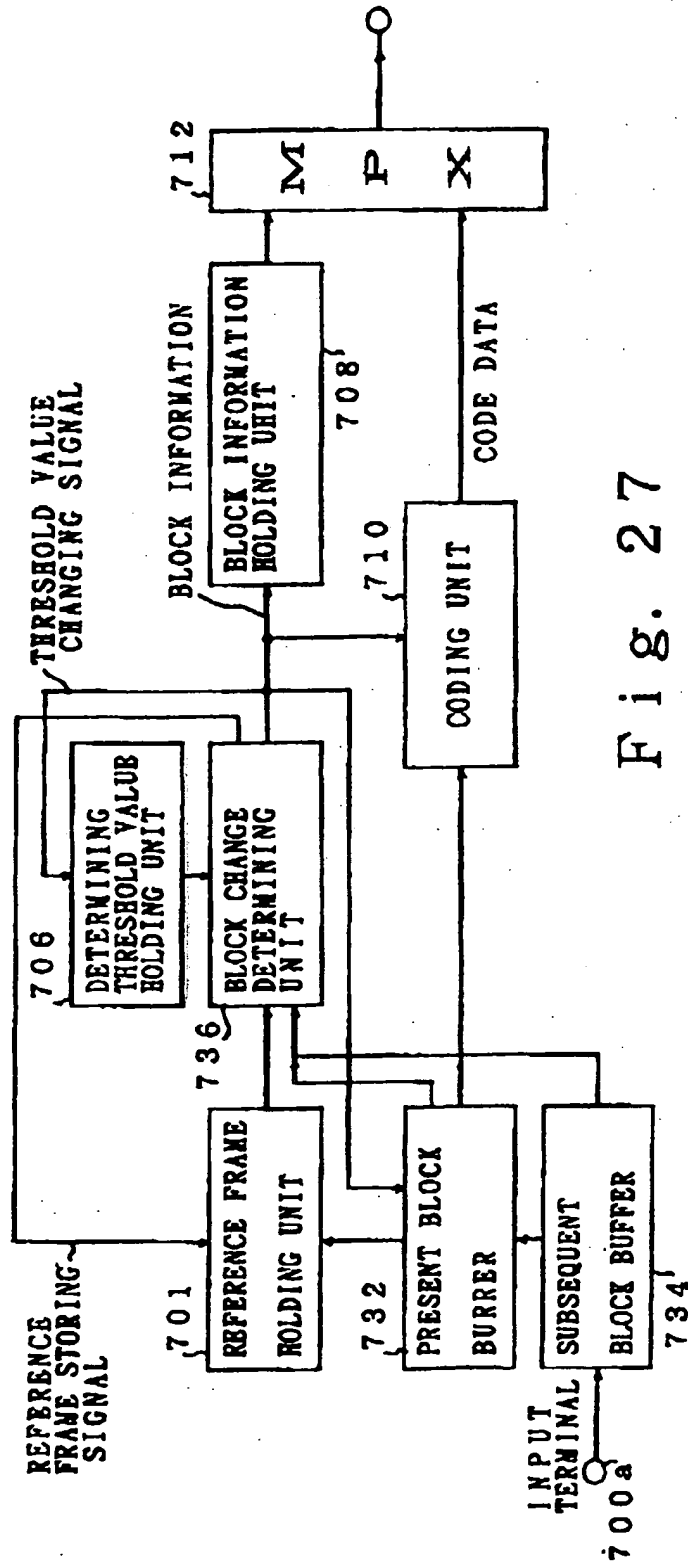 REFERENCE
FRAME STORING
SIGNAL
THRESHOLD VALUE
CHANGING SIGNAL
706
DETERMINING
THRESHOLD VALUE
HOLDING UNIT
701
REFERENCE FRAME
HOLDING UNIT
736
BLOCK CHANGE
DETERMINING
UNIT
BLOCK INFORMATION
BLOCK INFORMATION
HOLDING UHIT
708
712
M P X
732
PRESENT BLOCK
BURRER
710
CODING UNIT
CODE DATA
INPUT
TERMINAL
700a
SUBSEQUENT
BLOCK BUFFER
734
Fig. 27